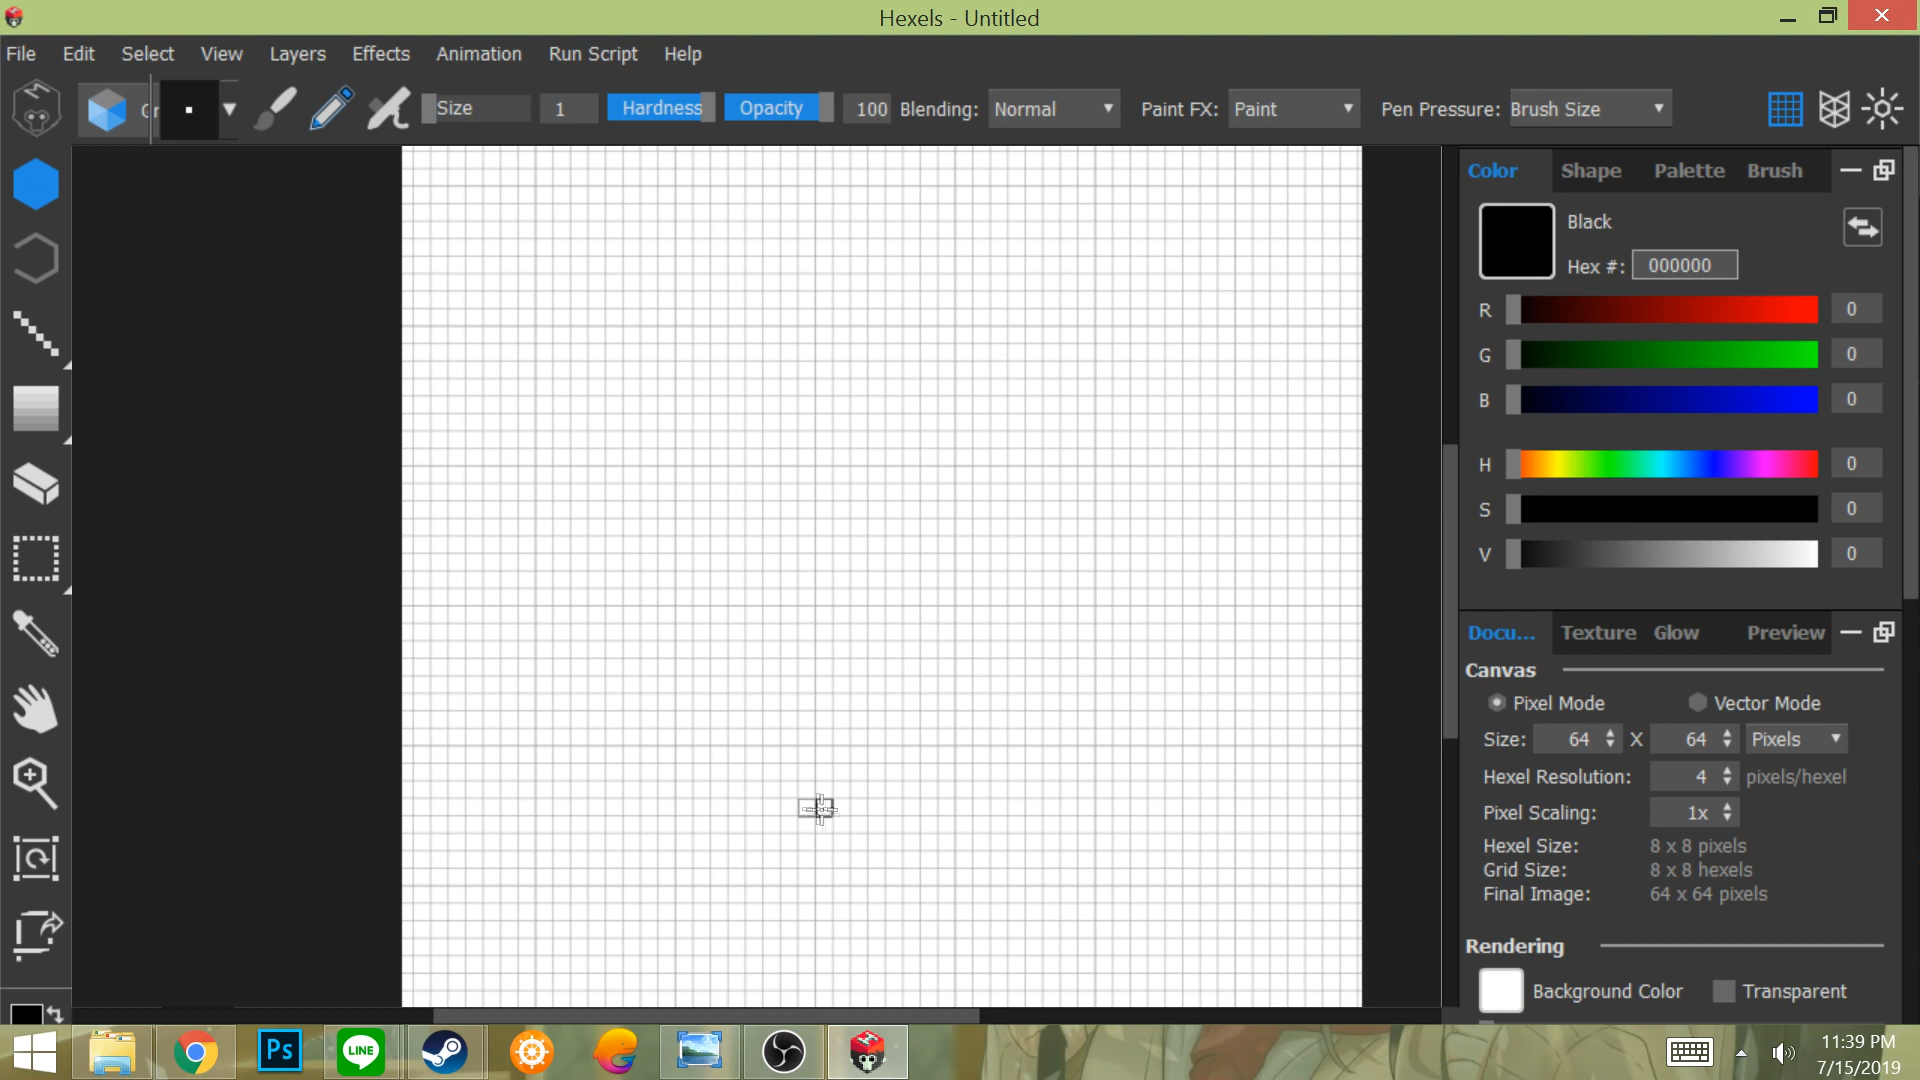 Hexels - Untitled
File Edit Select View Layers Effects Animation Run Script Help
Size 1 Hardness Opacity 100 Blending: Normal Paint FX: Paint Pen Pressure: Brush Size
Color Shape Palette Brush
Black
Hex #: 000000
R 0
G 0
B 0
H 0
S 0
V 0
Docu... Texture Glow Preview
Canvas
Pixel Mode Vector Mode
Size: 64 X 64 Pixels
Hexel Resolution: 4 pixels/hexel
Pixel Scaling: 1x
Hexel Size: 8 x 8 pixels
Grid Size: 8 x 8 hexels
Final Image: 64 x 64 pixels
Rendering
Background Color Transparent
Ps LINE
11:39 PM
7/15/2019